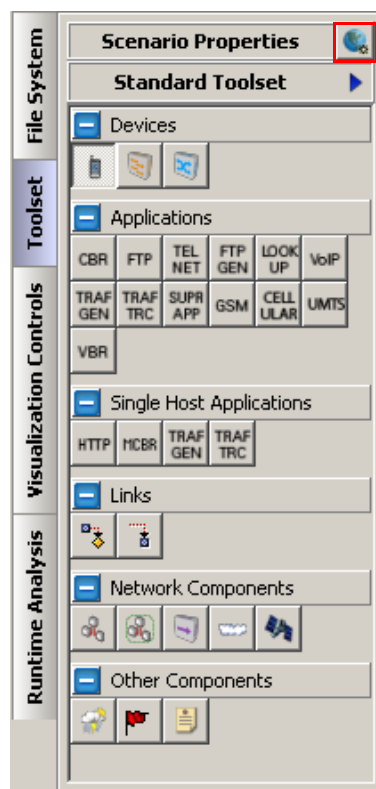 Scenario Properties
Standard Toolset
File System
Toolset
Visualization Controls
Runtime Analysis
Devices
Applications
CBR FTP TEL NET FTP GEN LOOK UP VoIP
TRAF GEN TRAF TRC SUPR APP GSM CELL ULAR UMTS
VBR
Single Host Applications
HTTP MCBR TRAF GEN TRAF TRC
Links
Network Components
Other Components